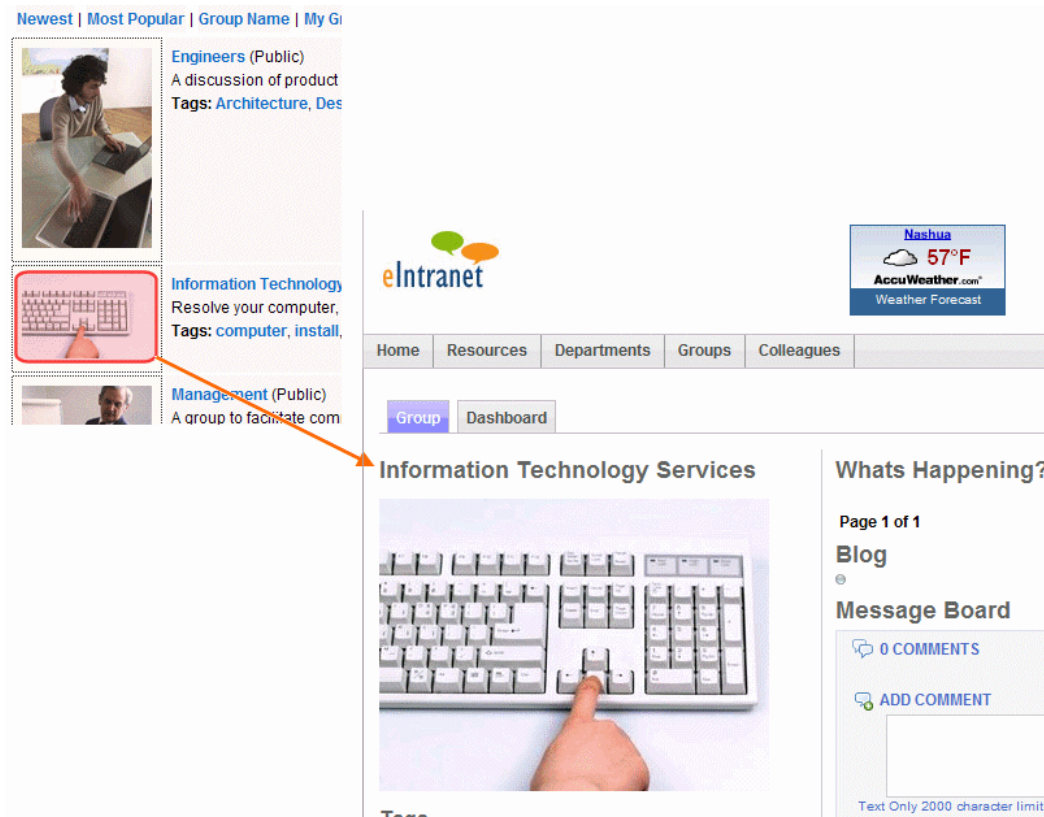 Newest | Most Popular | Group Name | My Gr
Engineers (Public)
A discussion of product
Tags: Architecture, Des
Information Technology
Resolve your computer,
Tags: computer, install,
Management (Public)
A group to facilitate com
eIntranet
Nashua
57°F
AccuWeather.com
Weather Forecast
Home Resources Departments Groups Colleagues
Group Dashboard
Information Technology Services
Whats Happening?
Page 1 of 1
Blog
Message Board
0 COMMENTS
ADD COMMENT
Text Only 2000 character limit
Tags